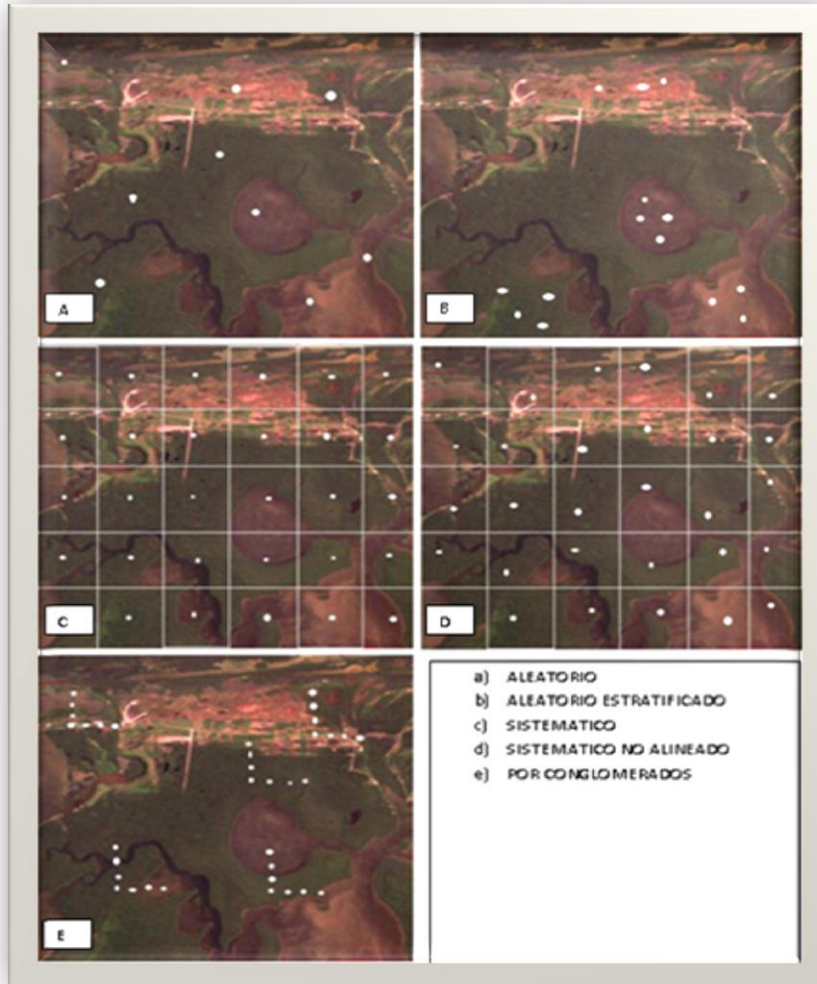 A
B
C
D
E
a) ALEATORIO
b) ALEATORIO ESTRATIFICADO
c) SISTEMATICO
d) SISTEMATICO NO ALINEADO
e) POR CONGLOMERADOS